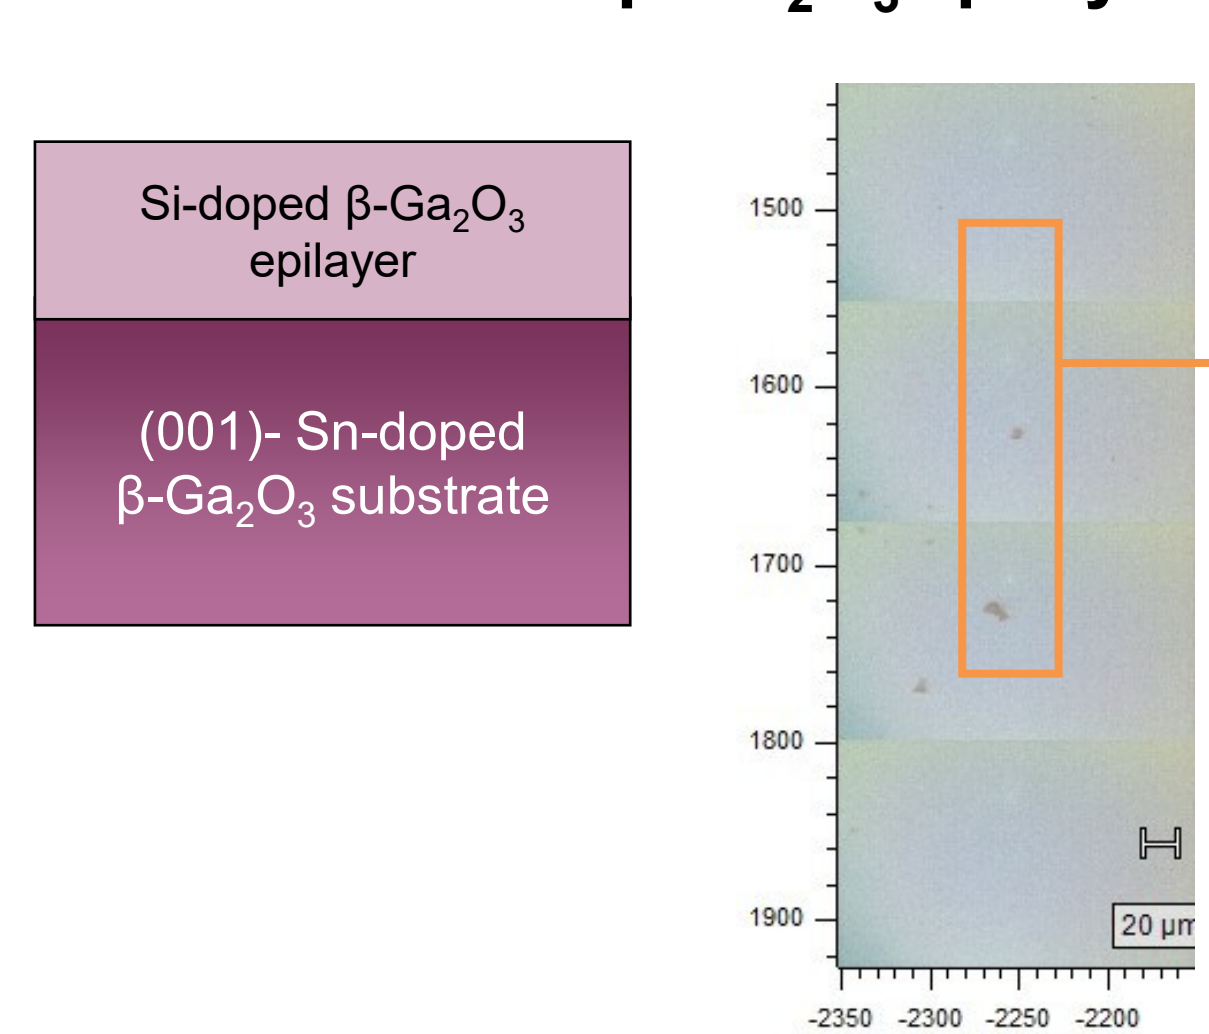 Si-doped β-Ga₂O₃
epilayer
(001)- Sn-doped
β-Ga₂O₃ substrate
1500
1600
1700
1800
1900
20 µm
-2350 -2300 -2250 -2200